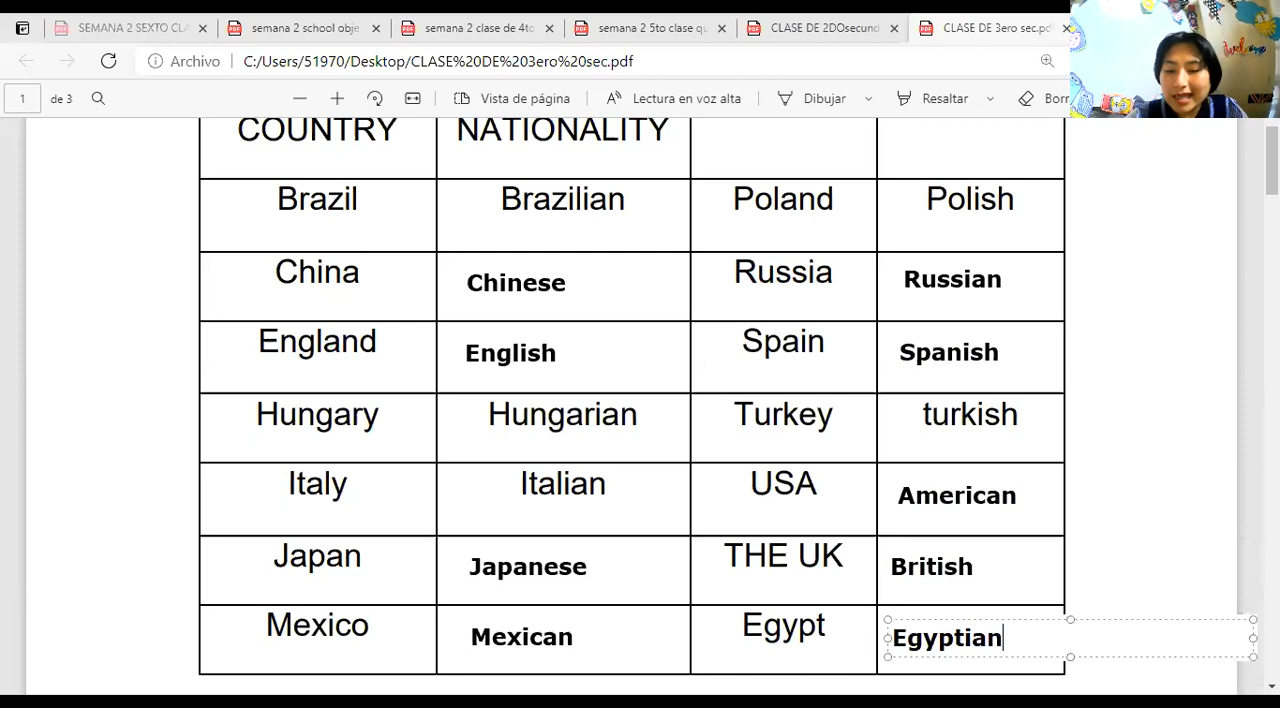 SEMANA 2 SEXTO CLA
semana 2 school obje
semana 2 clase de 4to
semana 2 5to clase qu
CLASE DE 2DOsecund
CLASE DE 3ero sec.pdf
Archivo C:/Users/51970/Desktop/CLASE%20DE%203ero%20sec.pdf
1 de 3 Vista de página Lectura en voz alta Dibujar Resaltar Borr
COUNTRY NATIONALITY
Brazil Brazilian Poland Polish
China Chinese Russia Russian
England English Spain Spanish
Hungary Hungarian Turkey turkish
Italy Italian USA American
Japan Japanese THE UK British
Mexico Mexican Egypt Egyptian